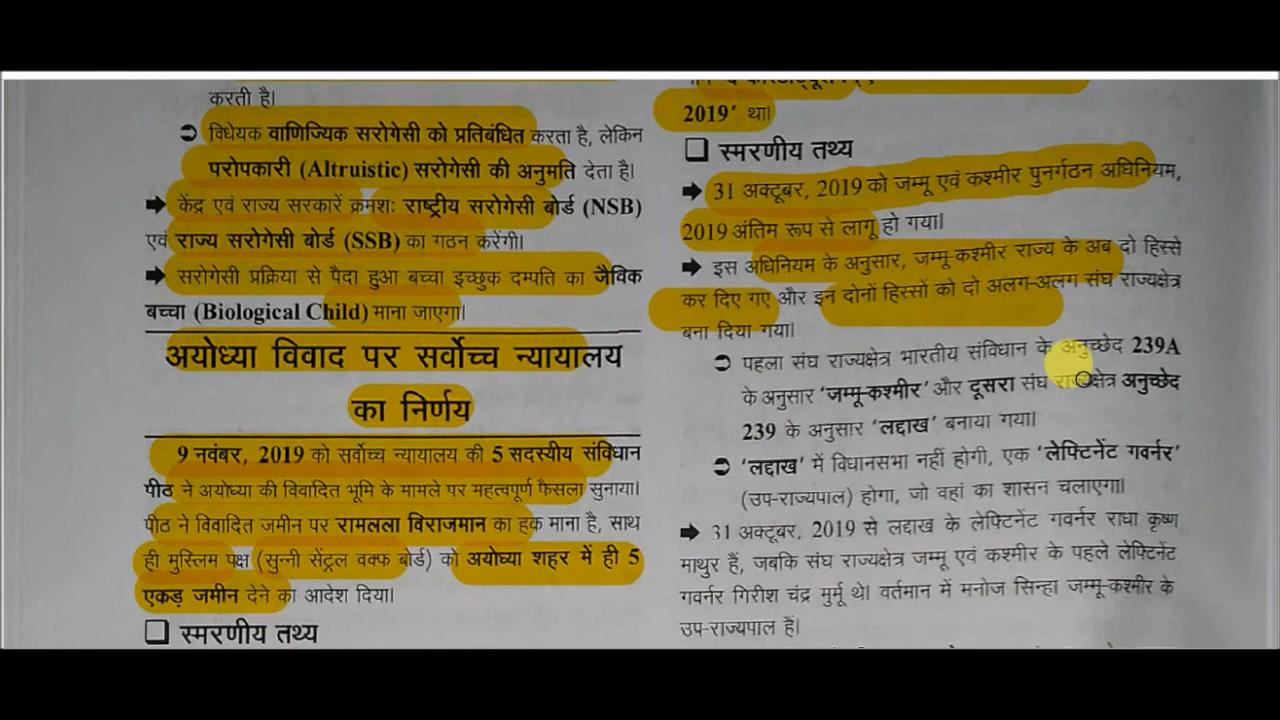 करती है।
➲ विधेयक वाणिज्यिक सरोगेसी को प्रतिबंधित करता है, लेकिन
परोपकारी (Altruistic) सरोगेसी की अनुमति देता है।
➡ केंद्र एवं राज्य सरकारें क्रमशः राष्ट्रीय सरोगेसी बोर्ड (NSB)
एवं राज्य सरोगेसी बोर्ड (SSB) का गठन करेंगी।
➡ सरोगेसी प्रक्रिया से पैदा हुआ बच्चा इच्छुक दम्पति का जैविक
बच्चा (Biological Child) माना जाएगा।
अयोध्या विवाद पर सर्वोच्च न्यायालय
का निर्णय
9 नवंबर, 2019 को सर्वोच्च न्यायालय की 5 सदस्यीय संविधान
पीठ ने अयोध्या की विवादित भूमि के मामले पर महत्वपूर्ण फैसला सुनाया।
पीठ ने विवादित जमीन पर रामलला विराजमान का हक माना है, साथ
ही मुस्लिम पक्ष (सुन्नी सेंट्रल वक्फ बोर्ड) को अयोध्या शहर में ही 5
एकड़ जमीन देने का आदेश दिया।
❑ स्मरणीय तथ्य
2019’ था।
❑ स्मरणीय तथ्य
➡ 31 अक्टूबर, 2019 को जम्मू एवं कश्मीर पुनर्गठन अधिनियम,
2019 अंतिम रूप से लागू हो गया।
➡ इस अधिनियम के अनुसार, जम्मू-कश्मीर राज्य के अब दो हिस्से
कर दिए गए और इन दोनों हिस्सों को दो अलग-अलग संघ राज्यक्षेत्र
बना दिया गया।
➲ पहला संघ राज्यक्षेत्र भारतीय संविधान के अनुच्छेद 239A
के अनुसार ‘जम्मू-कश्मीर’ और दूसरा संघ राज्यक्षेत्र अनुच्छेद
239 के अनुसार ‘लद्दाख’ बनाया गया।
➲ ‘लद्दाख’ में विधानसभा नहीं होगी, एक ‘लेफ्टिनेंट गवर्नर’
(उप-राज्यपाल) होगा, जो वहां का शासन चलाएगा।
➡ 31 अक्टूबर, 2019 से लद्दाख के लेफ्टिनेंट गवर्नर राधा कृष्ण
माथुर हैं, जबकि संघ राज्यक्षेत्र जम्मू एवं कश्मीर के पहले लेफ्टिनेंट
गवर्नर गिरीश चंद्र मुर्मू थे। वर्तमान में मनोज सिन्हा जम्मू-कश्मीर के
उप-राज्यपाल हैं।